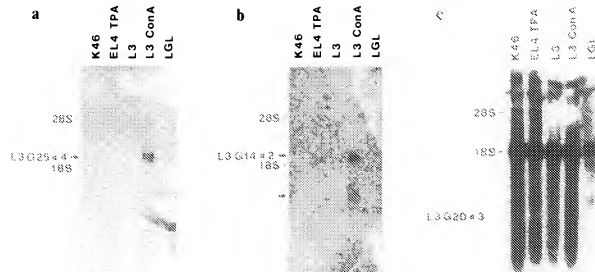 a
K46
EL4 TPA
L3
L3 ConA
LGL
28S
L3G25#4
18S
b
K46
EL4 TPA
L3
L3 ConA
LGL
28S
L3G14#2
18S
c
K46
EL4 TPA
L3
L3 ConA
LGL
28S
18S
L3G20#3